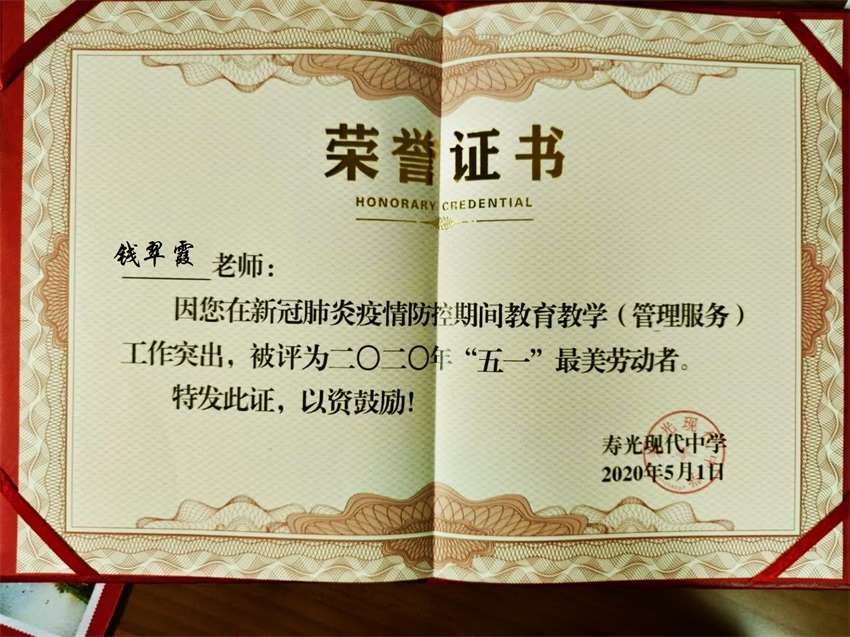 荣誉证书
HONORARY CREDENTIAL
钱翠霞老师：
因您在新冠肺炎疫情防控期间教育教学（管理服务）
工作突出，被评为二〇二〇年“五一”最美劳动者。
特发此证，以资鼓励！
寿光现代中学
2020年5月1日